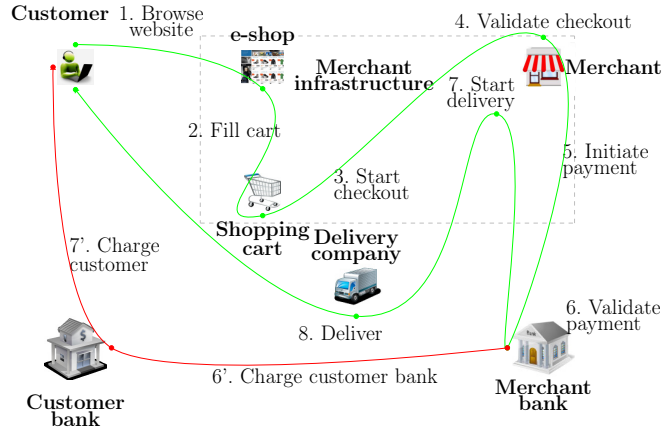 Customer
1. Browse
website
e-shop
4. Validate checkout
Merchant
infrastructure
7. Start
delivery
Merchant
2. Fill cart
3. Start
checkout
5. Initiate
payment
Shopping
cart
Delivery
company
7'. Charge
customer
8. Deliver
6. Validate
payment
6'. Charge customer bank
Customer
bank
Merchant
bank